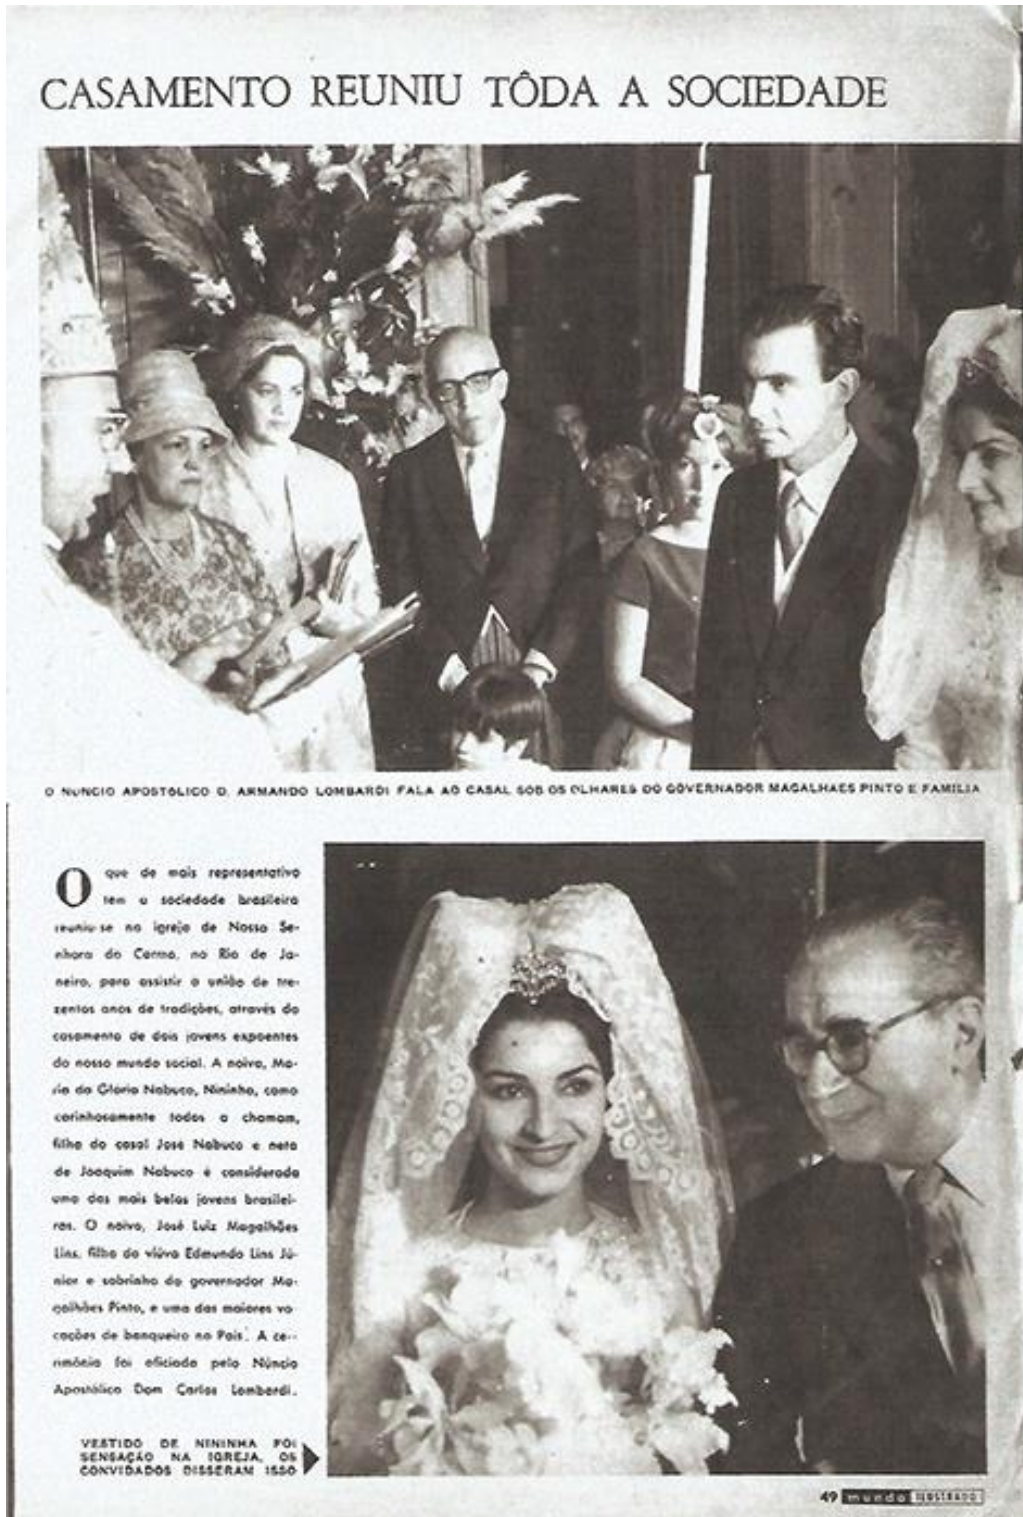 CASAMENTO REUNIU TÔDA A SOCIEDADE
O NÚNCIO APOSTÓLICO D. ARMANDO LOMBARDI FALA AO CASAL SOB OS OLHARES DO GOVERNADOR MAGALHÃES PINTO E FAMILIA
O que de mais representativo
tem a sociedade brasileira
reuniu-se na igreja de Nossa Se-
nhora do Carmo, no Rio de Ja-
neiro, para assistir a união de tre-
zentos anos de tradições, através do
casamento de dois jovens expoentes
do nosso mundo social. A noiva, Ma-
ria da Glória Nabuco, Nininha, como
carinhosamente todos a chamam,
filha do casal José Nabuco e neta
de Joaquim Nabuco é considerada
uma das mais belas jovens brasilei-
ras. O noivo, José Luiz Magalhães
Lins, filho da viúva Edmundo Lins Jú-
nior e sobrinho do governador Ma-
galhães Pinto, e uma das maiores vo-
cações de banqueiro no País. A ce-
rimônia foi oficiada pelo Núncio
Apostólico Dom Carlos Lombardi.
VESTIDO DE NININHA FOI
SENSAÇÃO NA IGREJA, OS
CONVIDADOS DISSERAM ISSO
49 mundo ILUSTRADO